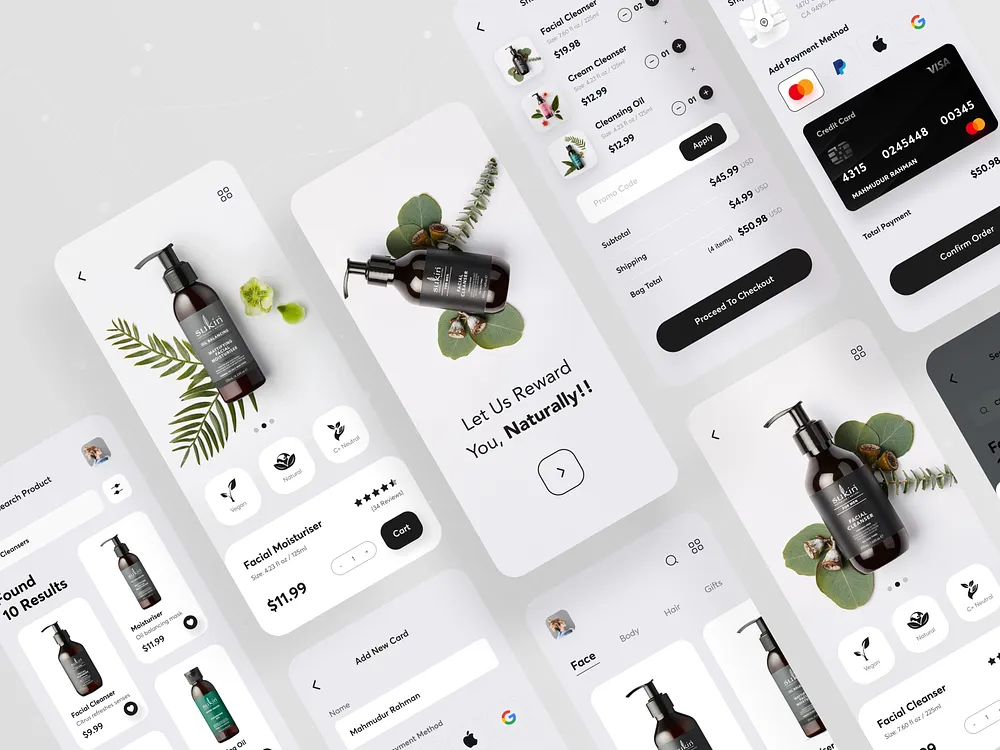 Facial Cleanser
Size: 7.60 fl oz / 225ml
$19.98
02
Cream Cleanser
Size: 4.23 fl oz / 125ml
$12.99
01
Cleansing Oil
Size: 4.23 fl oz / 125ml
$12.99
01
Promo Code
Apply
Subtotal
$45.99 USD
Shipping
$4.99 USD
Bag Total
(4 items) $50.98 USD
Proceed To Checkout
CA 9495,
Add Payment Method
Credit Card
VISA
4315 0245448 00345
MAHMUDUR RAHMAN
Total Payment
$50.98
Confirm Order
sukin
OIL BALANCING
MATTIFYING
FACIAL
MOISTURISER
Vegan
Natural
C+ Neutral
Facial Moisturiser
Size: 4.23 fl oz / 125ml
(34 Reviews)
$11.99
1
Cart
sukin
FACIAL
CLEANSER
Let Us Reward
You, Naturally!!
Search Product
Cleansers
Found
10 Results
Moisturiser
Oil balancing mask
$11.99
Facial Cleanser
Citrus refreshes senses
$9.99
sukin
Add New Card
Name
Mahmudur Rahman
Payment Method
Face
Body
Hair
Gifts
sukin
sukin
FOR MEN
FACIAL
CLEANSER
Vegan
Natural
C+ Neutral
Facial Cleanser
Size: 7.60 fl oz / 225ml
1